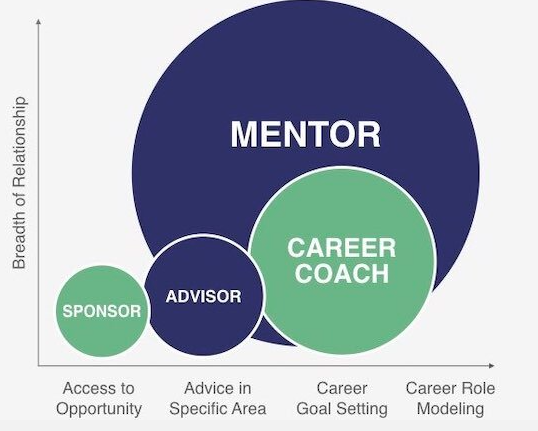 Breadth of Relationship
MENTOR
CAREER
COACH
ADVISOR
SPONSOR
Access to
Opportunity
Advice in
Specific Area
Career
Goal Setting
Career Role
Modeling